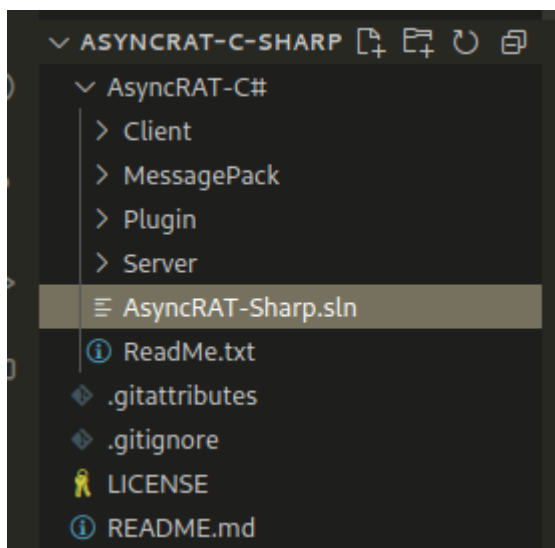 ASYNCRAT-C-SHARP
AsyncRAT-C#
Client
MessagePack
Plugin
Server
AsyncRAT-Sharp.sln
ReadMe.txt
.gitattributes
.gitignore
LICENSE
README.md